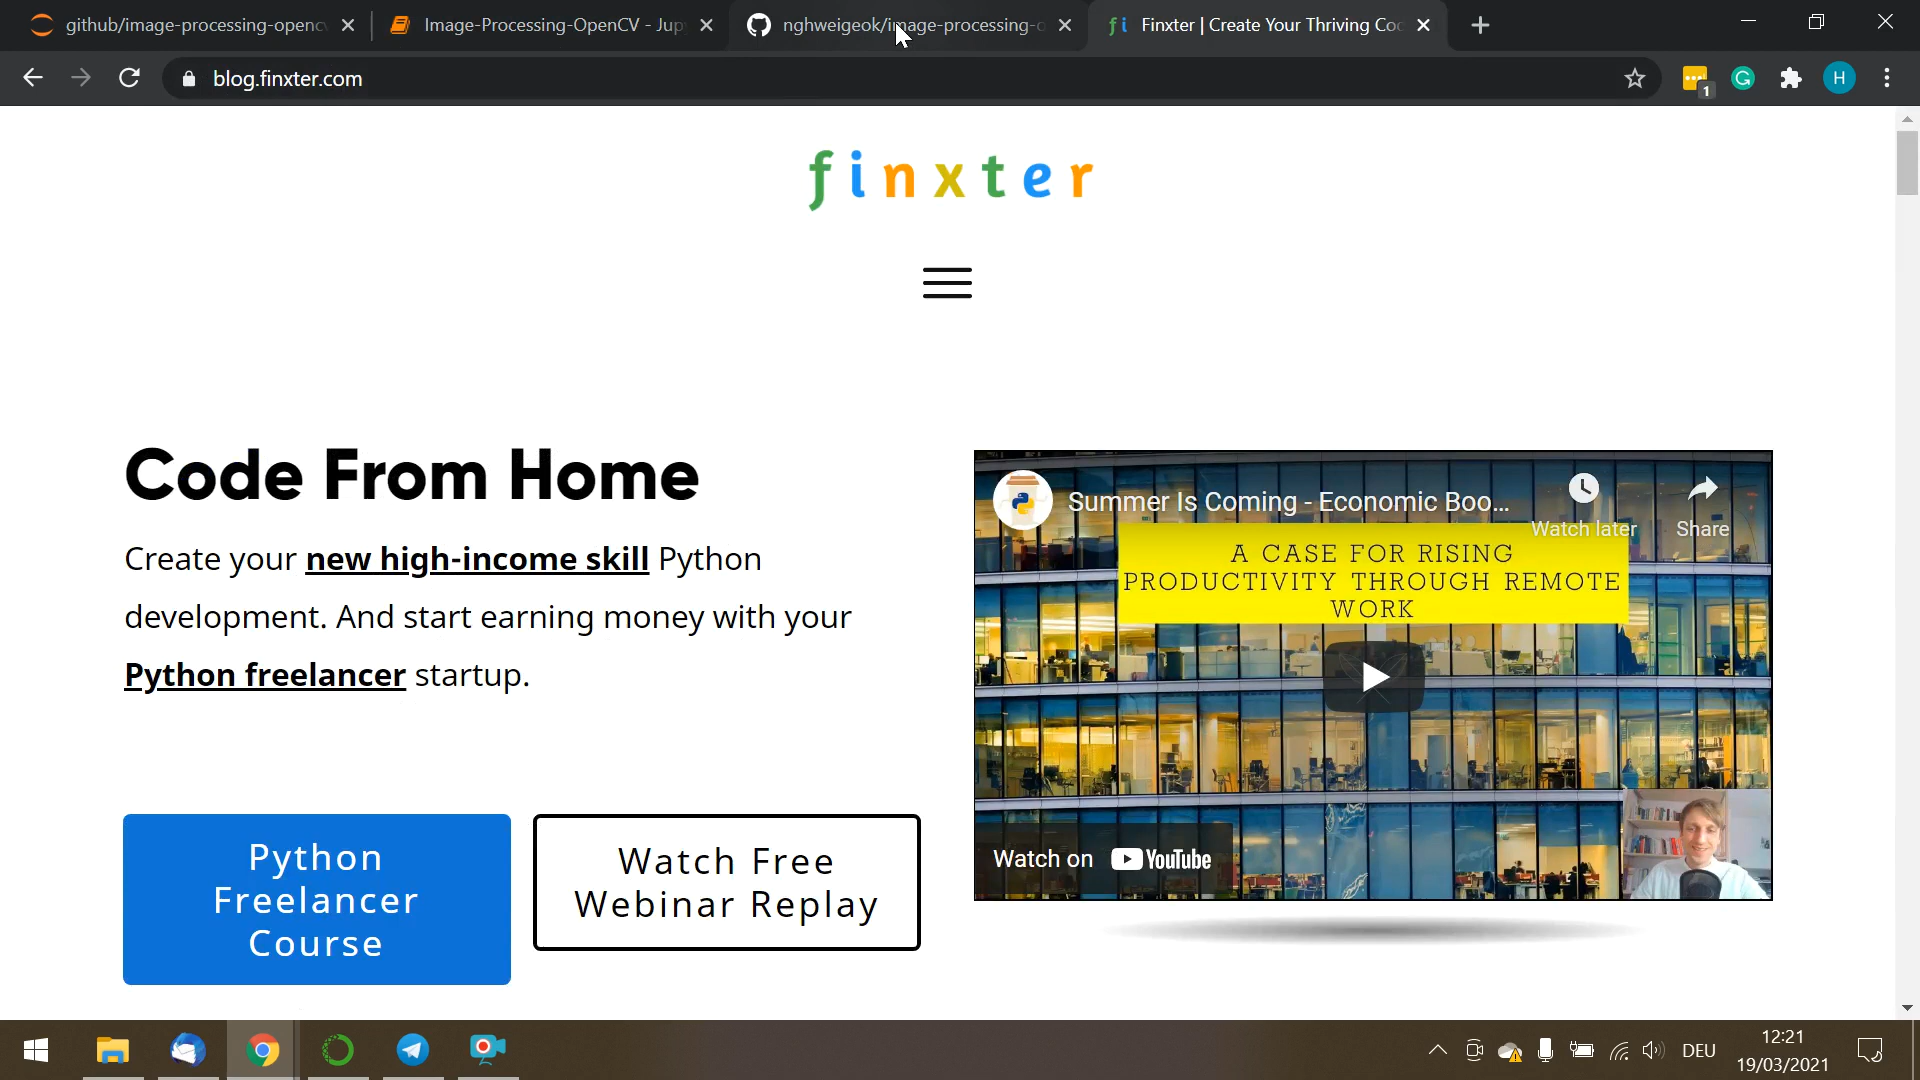 github/image-processing-openc
Image-Processing-OpenCV - Jup
nghweigeok/image-processing-o
Finxter | Create Your Thriving Co
blog.finxter.com
1
H
finxter
Code From Home
Create your new high-income skill Python
development. And start earning money with your
Python freelancer startup.
Python
Freelancer
Course
Watch Free
Webinar Replay
Summer Is Coming - Economic Boo...
Watch later
Share
A CASE FOR RISING
PRODUCTIVITY THROUGH REMOTE
WORK
Watch on YouTube
DEU
12:21
19/03/2021